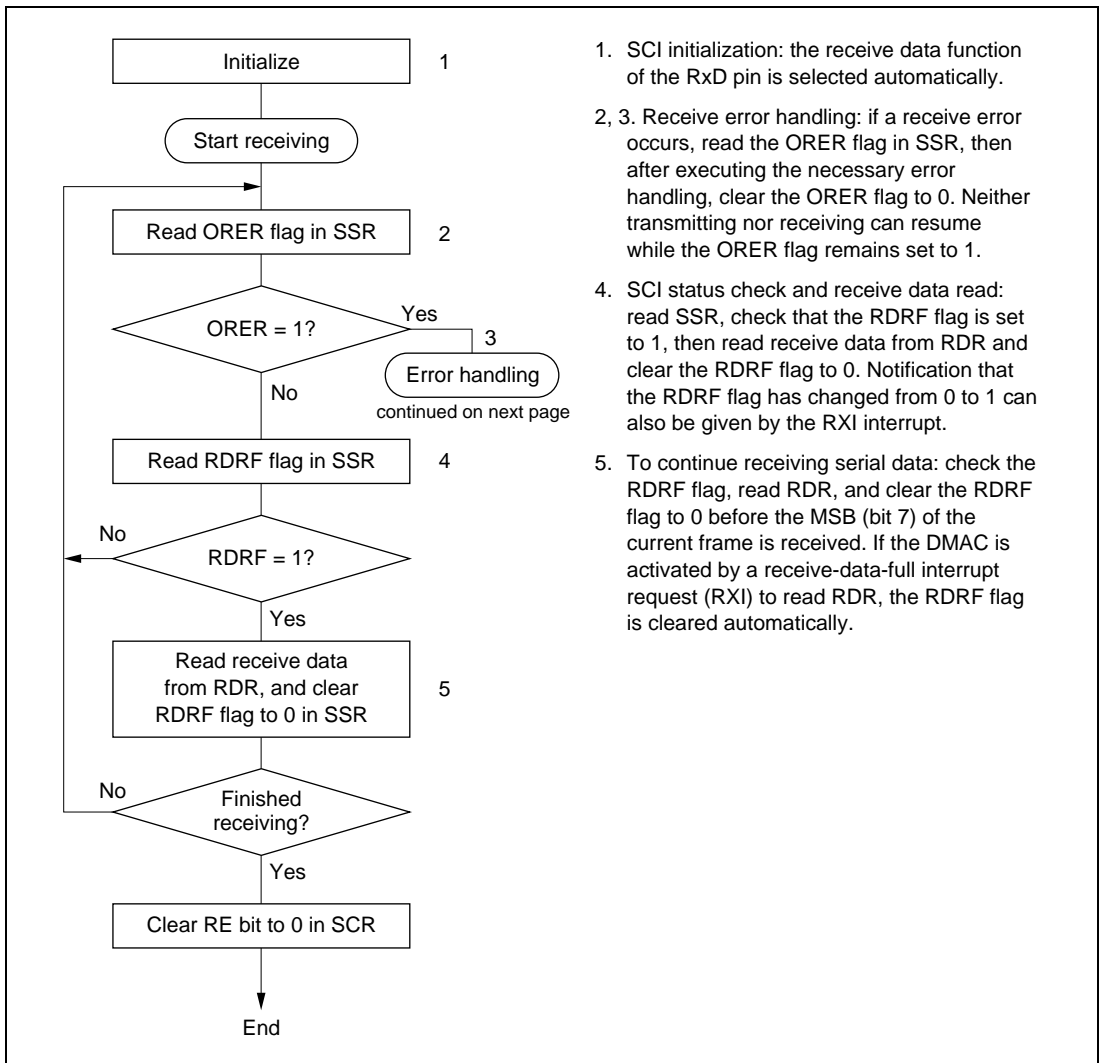 Initialize
1
Start receiving
Read ORER flag in SSR
2
ORER = 1?
Yes
3
Error handling
continued on next page
No
Read RDRF flag in SSR
4
No
RDRF = 1?
Yes
Read receive data
from RDR, and clear
RDRF flag to 0 in SSR
5
No
Finished
receiving?
Yes
Clear RE bit to 0 in SCR
End
1. SCI initialization: the receive data function
of the RxD pin is selected automatically.
2, 3. Receive error handling: if a receive error
occurs, read the ORER flag in SSR, then
after executing the necessary error
handling, clear the ORER flag to 0. Neither
transmitting nor receiving can resume
while the ORER flag remains set to 1.
4. SCI status check and receive data read:
read SSR, check that the RDRF flag is set
to 1, then read receive data from RDR and
clear the RDRF flag to 0. Notification that
the RDRF flag has changed from 0 to 1 can
also be given by the RXI interrupt.
5. To continue receiving serial data: check the
RDRF flag, read RDR, and clear the RDRF
flag to 0 before the MSB (bit 7) of the
current frame is received. If the DMAC is
activated by a receive-data-full interrupt
request (RXI) to read RDR, the RDRF flag
is cleared automatically.